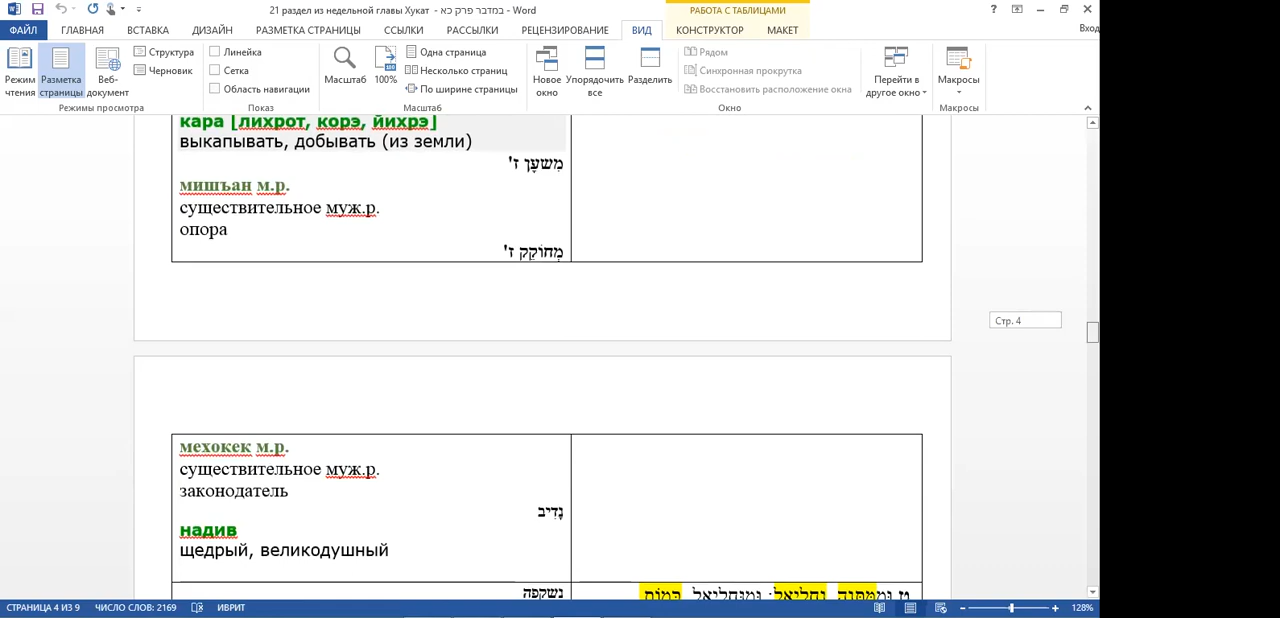 21 раздел из недельной главы Хукат - במדבר פרק כא - Word
РАБОТА С ТАБЛИЦАМИ
ФАЙЛ ГЛАВНАЯ ВСТАВКА ДИЗАЙН РАЗМЕТКА СТРАНИЦЫ ССЫЛКИ РАССЫЛКИ РЕЦЕНЗИРОВАНИЕ ВИД КОНСТРУКТОР МАКЕТ Вход
Режим чтения
Разметка страницы
Веб-документ
Структура
Черновик
Режимы просмотра
Линейка
Сетка
Область навигации
Показ
Масштаб
100%
Одна страница
Несколько страниц
По ширине страницы
Масштаб
Новое окно
Упорядочить все
Разделить
Рядом
Синхронная прокрутка
Восстановить расположение окна
Перейти в другое окно
Окно
Макросы
Макросы
кара [лихрот, корэ, йихрэ]
выкапывать, добывать (из земли)
מִשעָן ז'
мишъан м.р.
существительное муж.р.
опора
מְחוֹקֵק ז'
Стр. 4
мехокек м.р.
существительное муж.р.
законодатель
נָדִיב
надив
щедрый, великодушный
נשקפה
יט וּמִמַּתָּנָה נַחֲלִיאֵל; וּמִנַּחֲלִיאֵל בָּמוֹת
СТРАНИЦА 4 ИЗ 9 ЧИСЛО СЛОВ: 2169 ИВРИТ 128%